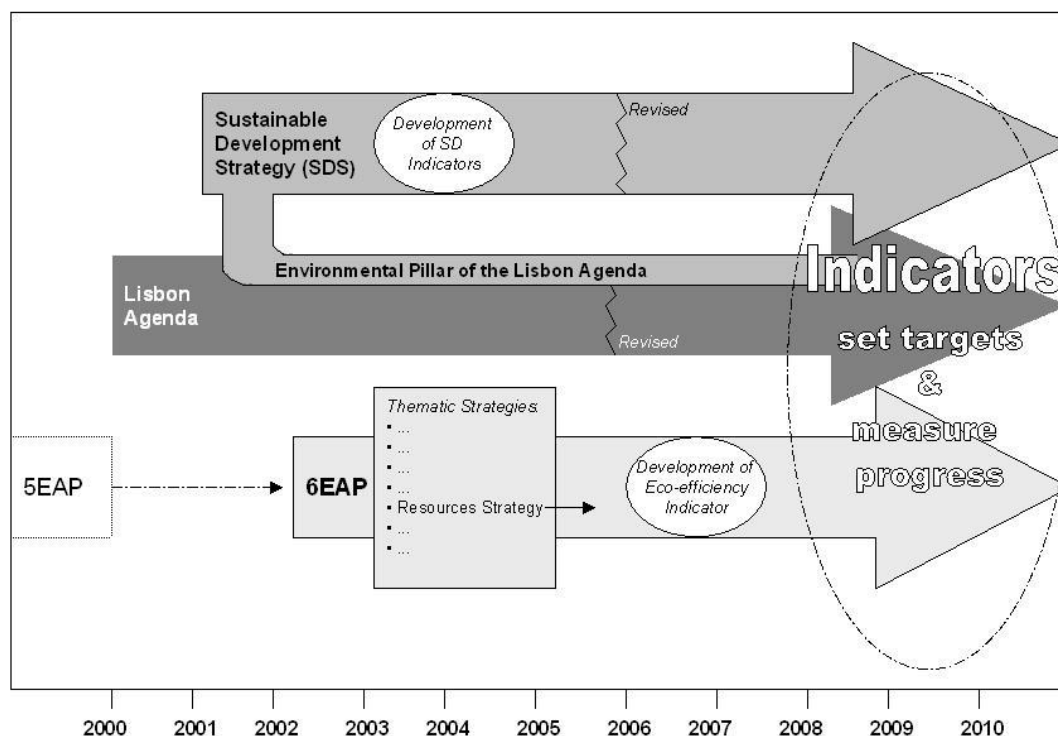 Sustainable
Development
Strategy (SDS)
Development
of SD
Indicators
Revised
Environmental Pillar of the Lisbon Agenda
Lisbon
Agenda
Revised
Indicators
set targets
&
measure
progress
5EAP
6EAP
Thematic Strategies:
▪ ...
▪ ...
▪ ...
▪ ...
▪ Resources Strategy
▪ ...
▪ ...
Development of
Eco-efficiency
Indicator
2000 2001 2002 2003 2004 2005 2006 2007 2008 2009 2010